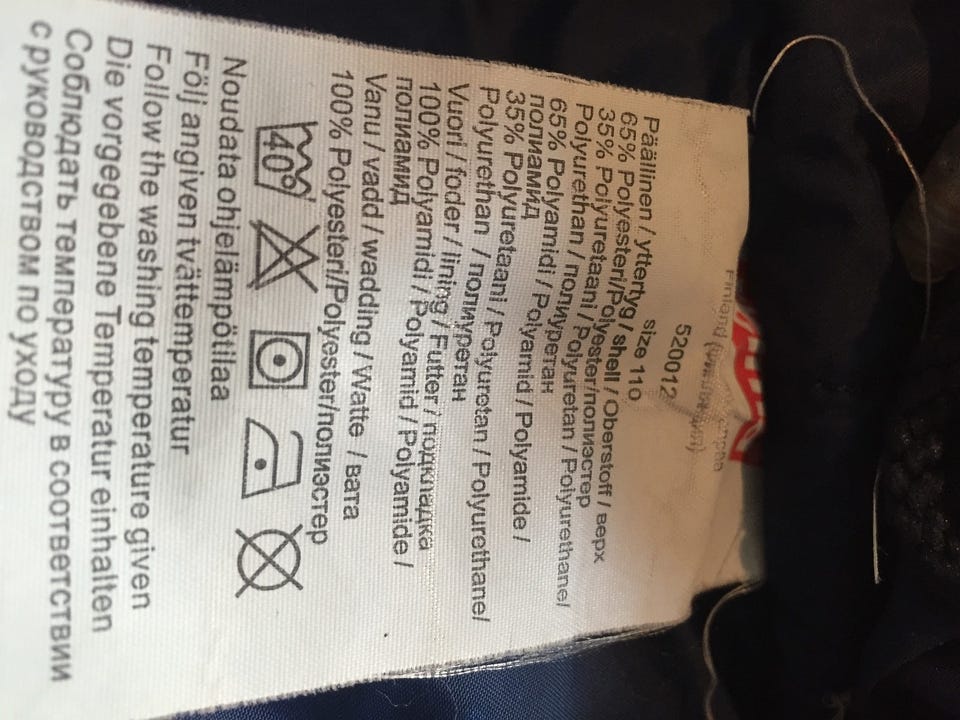 Finland
520012
size 110
Päällinen / yttertyg / shell / Oberstoff / верх
65% Polyesteri/Polyester/полиэстер
35% Polyuretaani / Polyuretan / Polyurethane/
Polyurethan / полиуретан
65% Polyamidi / Polyamid / Polyamide /
полиамид
35% Polyuretaani / Polyuretan / Polyurethane/
Polyurethan / полиуретан
Vuori / foder / lining / Futter / подкладка
100% Polyamidi / Polyamid / Polyamide /
полиамид
Vanu / vadd / wadding / Watte / вата
100% Polyesteri/Polyester/полиэстер
40°
Noudata ohjelämpötilaa
Följ angiven tvättemperatur
Follow the washing temperature given
Die vorgegebene Temperatur einhalten
Соблюдать температуру в соответствии
с руководством по уходу